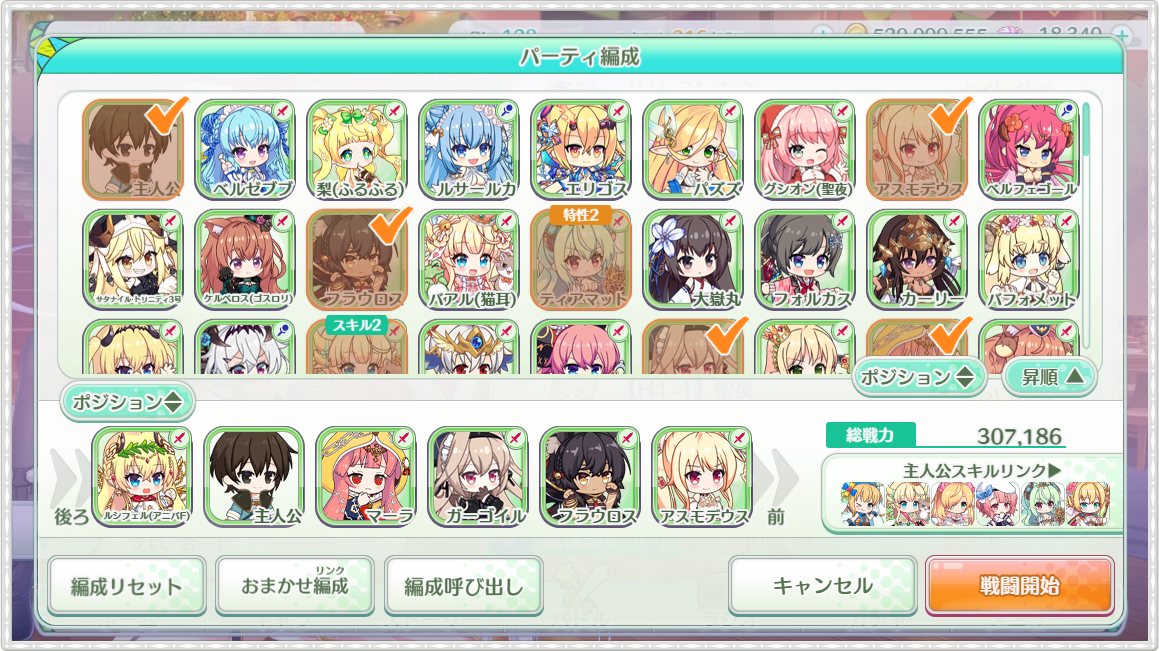 529,000,555
18,340
パーティ編成
主人公
ベルゼブブ
梨(ふるふる)
エリゴス
パズズ
グシオン(聖夜)
アスモデウス
ベルフェゴール
特性2
サタナイル・トリニティ3号
ケルベロス(ゴスロリ)
フラウロス
バアル(猫耳)
ティアマット
大嶽丸
フォルカス
カーリー
バフォメット
スキル2
ポジション
昇順
ポジション
総戦力
307,186
主人公スキルリンク▶
後ろ
ルシフェル(アニバF)
主人公
マーラ
ガーゴイル
フラウロス
アスモデウス
前
編成リセット
リンク
おまかせ編成
編成呼び出し
キャンセル
戦闘開始